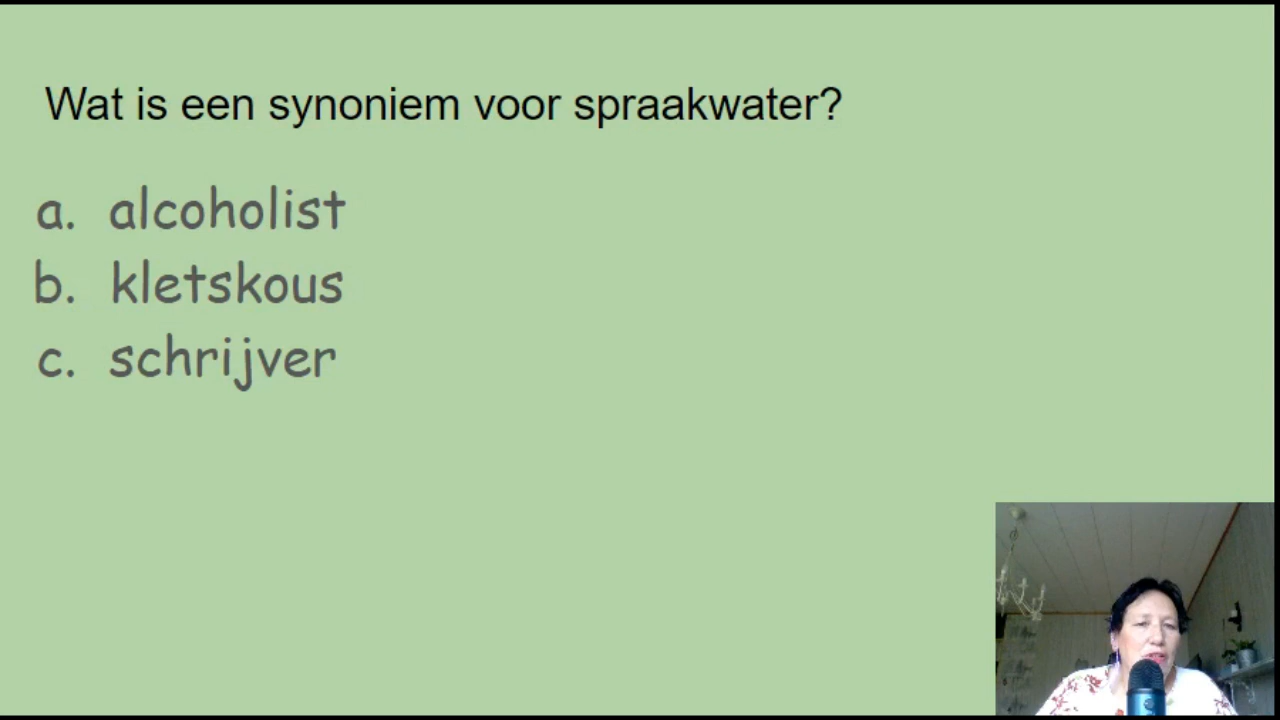 Wat is een synoniem voor spraakwater?
a. alcoholist
b. kletskous
c. schrijver